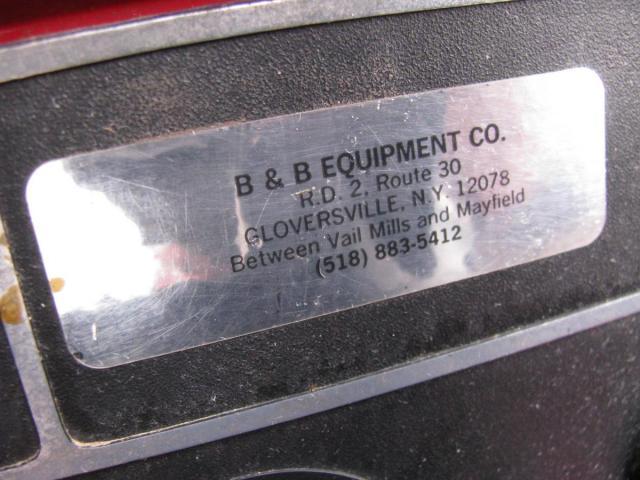 B & B EQUIPMENT CO.
R.D. 2, Route 30
GLOVERSVILLE, N.Y. 12078
Between Vail Mills and Mayfield
(518) 883-5412